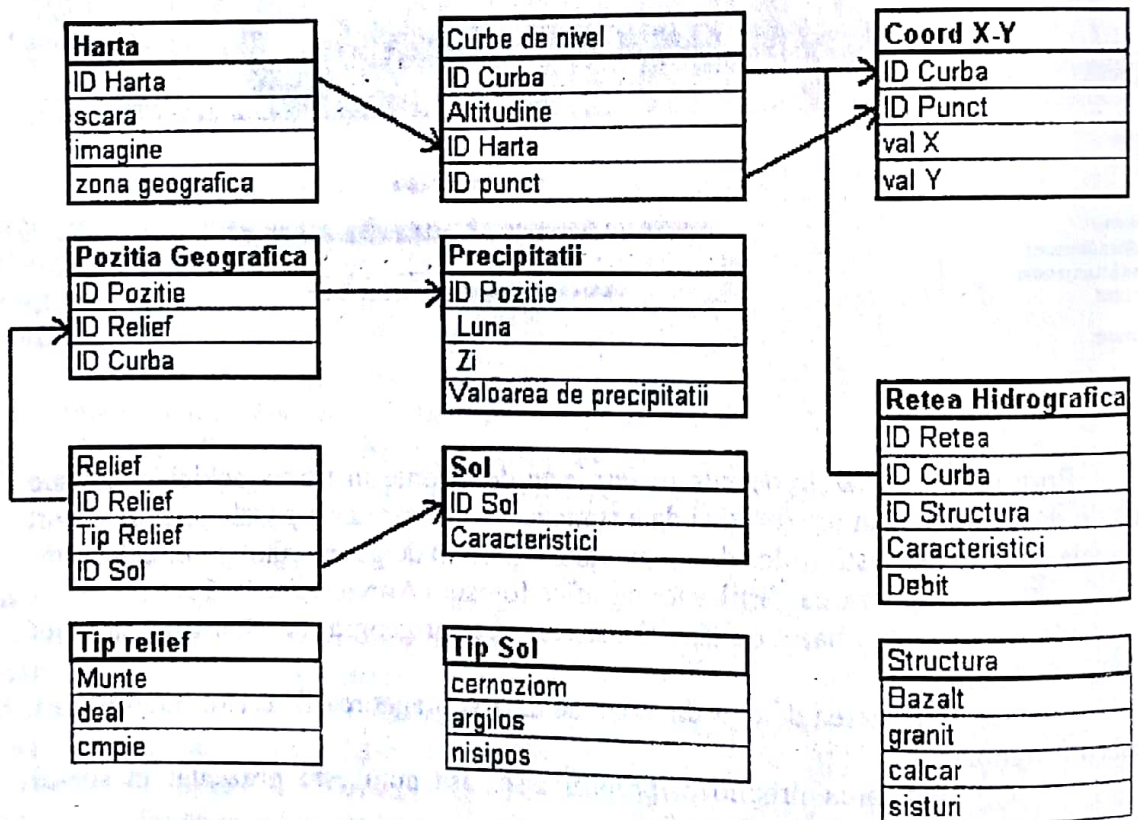 Harta
ID Harta
scara
imagine
zona geografica
Curbe de nivel
ID Curba
Altitudine
ID Harta
ID punct
Coord X-Y
ID Curba
ID Punct
val X
val Y
Pozitia Geografica
ID Pozitie
ID Relief
ID Curba
Precipitatii
ID Pozitie
Luna
Zi
Valoarea de precipitatii
Retea Hidrografica
ID Retea
ID Curba
ID Structura
Caracteristici
Debit
Relief
ID Relief
Tip Relief
ID Sol
Sol
ID Sol
Caracteristici
Tip relief
Munte
deal
cmpie
Tip Sol
cernoziom
argilos
nisipos
Structura
Bazalt
granit
calcar
sisturi